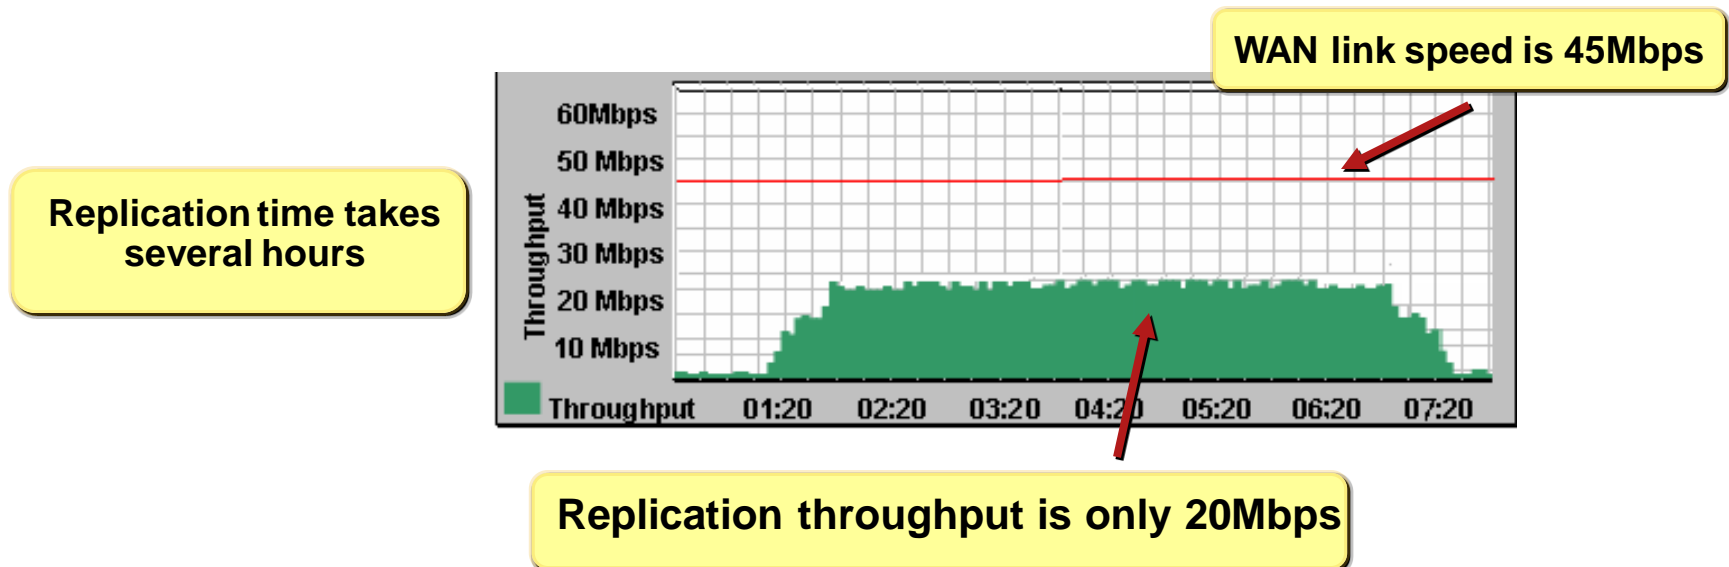 WAN link speed is 45Mbps
Replication time takes
several hours
60Mbps
50 Mbps
40 Mbps
30 Mbps
20 Mbps
10 Mbps
Throughput
Throughput 01:20 02:20 03:20 04:20 05:20 06:20 07:20
Replication throughput is only 20Mbps